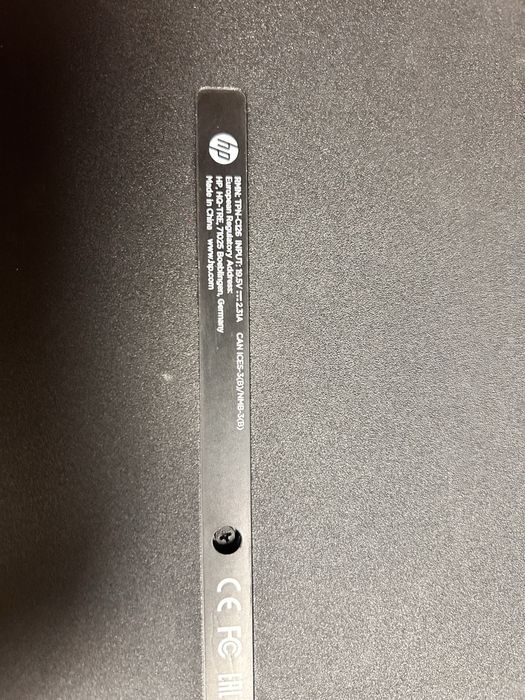 hp
RMN: TPN-C126 INPUT: 19.5V⎓2.31A CAN ICES-3(B)/NMB-3(B)
European Regulatory Address:
HP, HQ-TRE, 71025 Boeblingen, Germany
Made in China www.hp.com
CE FC EAC